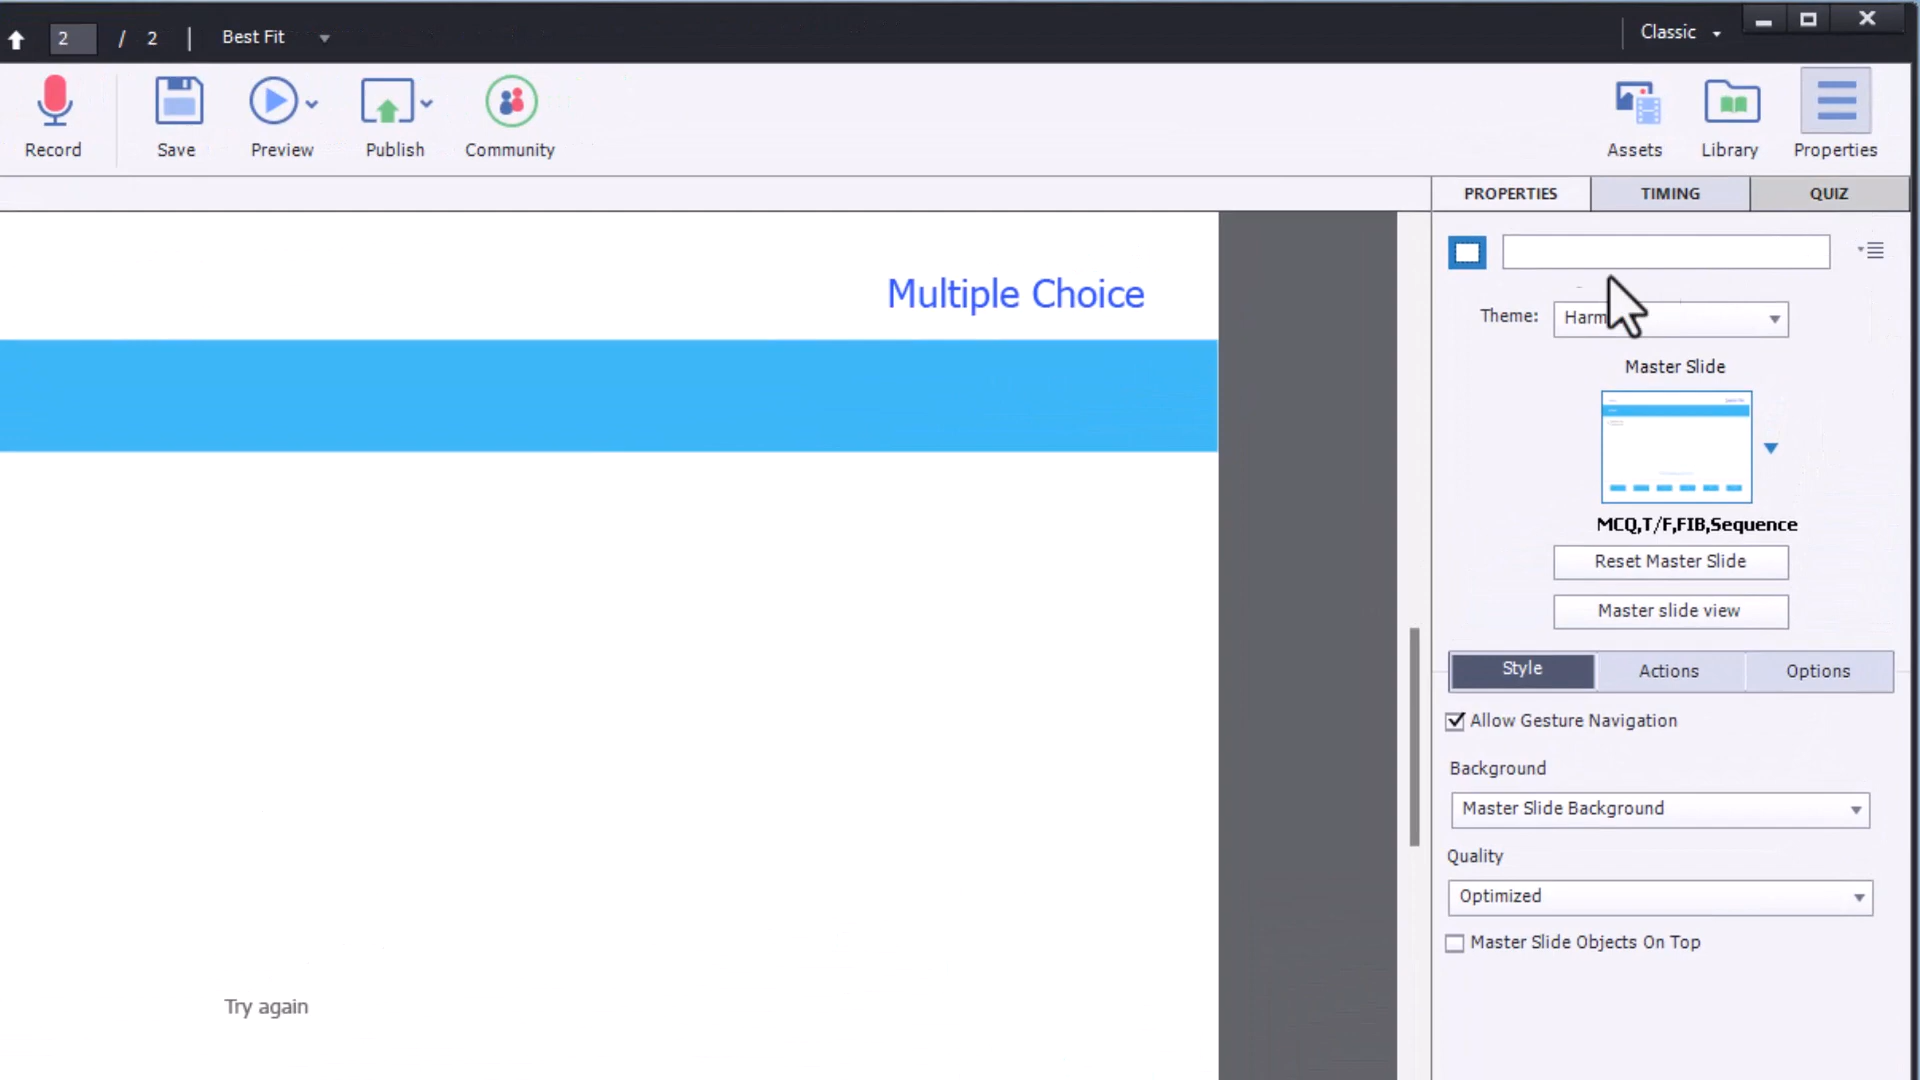 2 / 2 | Best Fit
Classic
Record
Save
Preview
Publish
Community
Assets
Library
Properties
PROPERTIES
TIMING
QUIZ
Multiple Choice
Theme:
Harm
Master Slide
MCQ,T/F,FIB,Sequence
Reset Master Slide
Master slide view
Style
Actions
Options
Allow Gesture Navigation
Background
Master Slide Background
Quality
Optimized
Master Slide Objects On Top
Try again